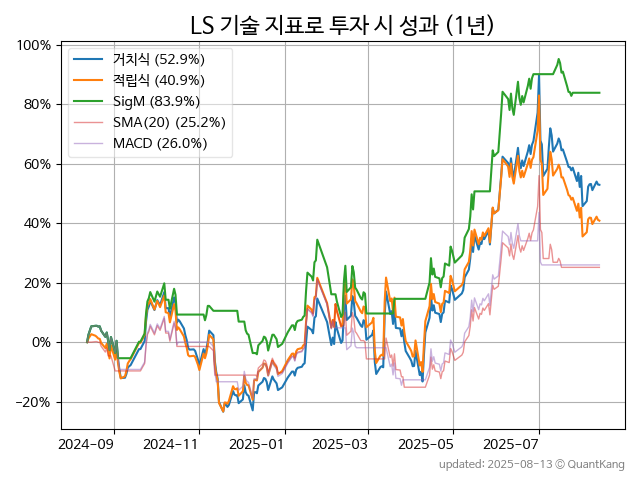 LS 기술 지표로 투자 시 성과 (1년)
100%
80%
60%
40%
20%
0%
−20%
거치식 (52.9%)
적립식 (40.9%)
SigM (83.9%)
SMA(20) (25.2%)
MACD (26.0%)
2024-09
2024-11
2025-01
2025-03
2025-05
2025-07
updated: 2025-08-13 © QuantKang